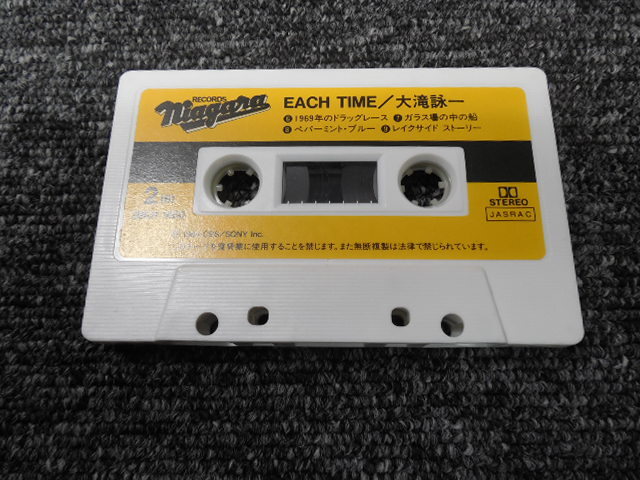 RECORDS
Niagara
EACH TIME/大滝詠一
❻1969年のドラッグレース ❼ガラス壜の中の船
❽ペパーミント・ブルー ❾レイクサイド ストーリー
2
STEREO
JASRAC
CBS/SONY Inc.
に使用することを禁じます。また無断複製は法律で禁じられています。